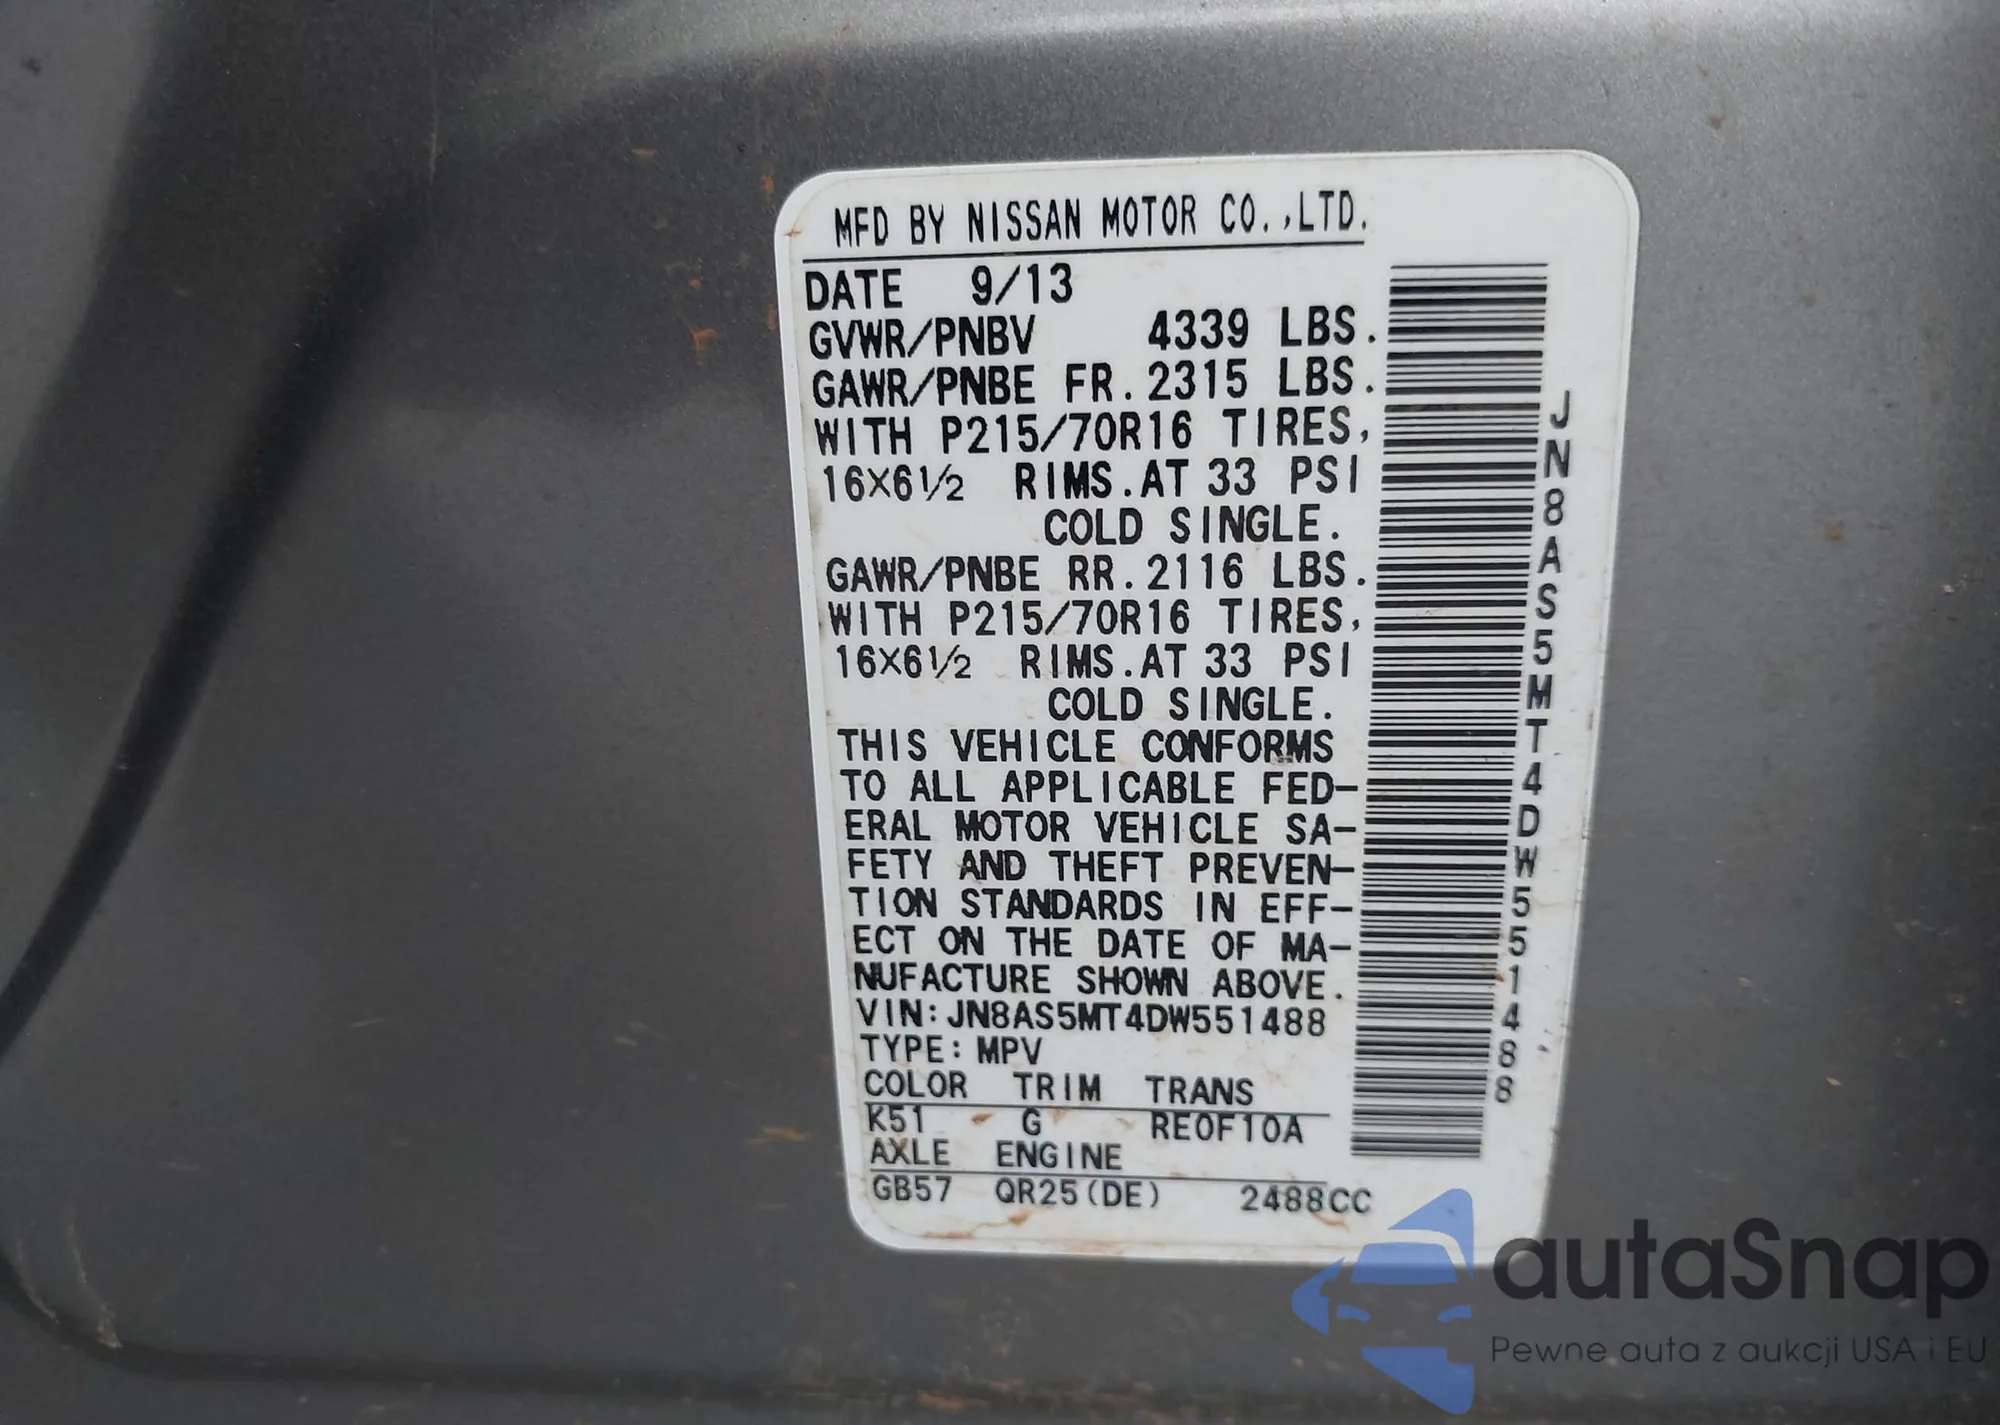 MFD BY NISSAN MOTOR CO.,LTD.
DATE 9/13
GVWR/PNBV 4339 LBS.
GAWR/PNBE FR.2315 LBS.
WITH P215/70R16 TIRES,
16X6 1/2 RIMS.AT 33 PSI
COLD SINGLE.
GAWR/PNBE RR.2116 LBS.
WITH P215/70R16 TIRES,
16X6 1/2 RIMS.AT 33 PSI
COLD SINGLE.
THIS VEHICLE CONFORMS
TO ALL APPLICABLE FED-
ERAL MOTOR VEHICLE SA-
FETY AND THEFT PREVEN-
TION STANDARDS IN EFF-
ECT ON THE DATE OF MA-
NUFACTURE SHOWN ABOVE.
VIN:JN8AS5MT4DW551488
TYPE:MPV
COLOR TRIM TRANS
K51 G RE0F10A
AXLE ENGINE
GB57 QR25(DE) 2488CC
JN8AS5MT4DW551488
autaSnap
Pewne auta z aukcji USA i EU